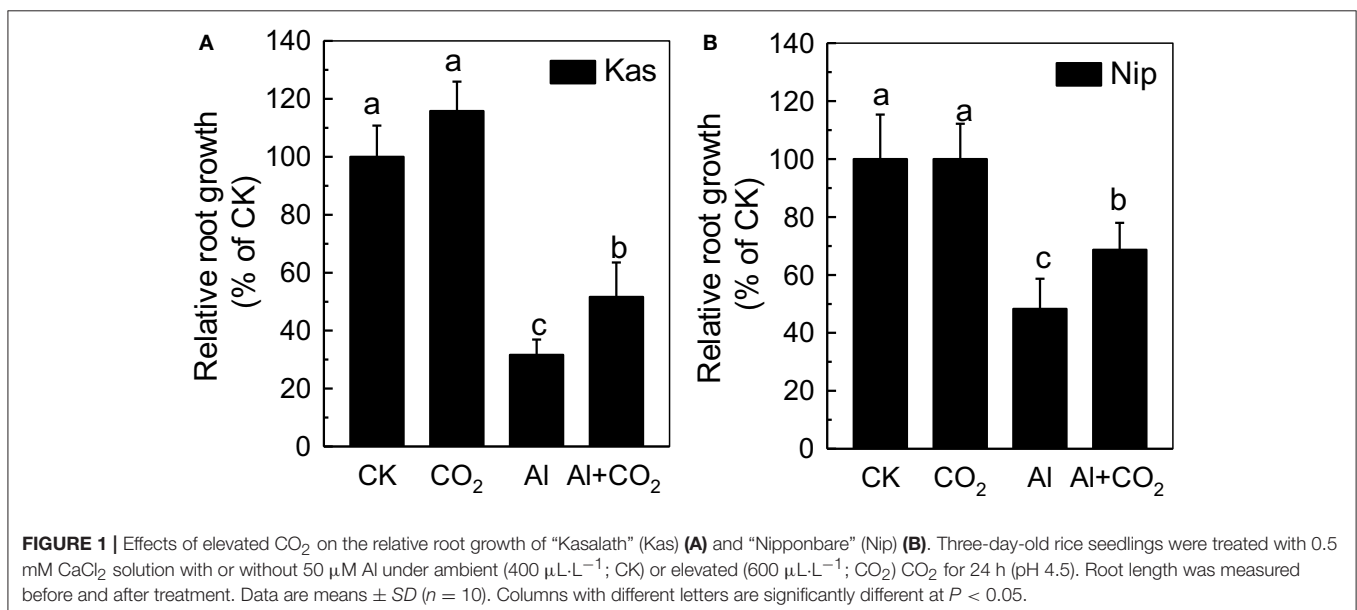 A
140
120
100
80
60
40
20
0
Relative root growth
(% of CK)
Kas
a
a
c
b
CK CO₂ Al Al+CO₂
B
140
120
100
80
60
40
20
0
Relative root growth
(% of CK)
Nip
a
a
c
b
CK CO₂ Al Al+CO₂
FIGURE 1 | Effects of elevated CO₂ on the relative root growth of “Kasalath” (Kas) (A) and “Nipponbare” (Nip) (B). Three-day-old rice seedlings were treated with 0.5
mM CaCl₂ solution with or without 50 μM Al under ambient (400 μL·L⁻¹; CK) or elevated (600 μL·L⁻¹; CO₂) CO₂ for 24 h (pH 4.5). Root length was measured
before and after treatment. Data are means ± SD (n = 10). Columns with different letters are significantly different at P < 0.05.